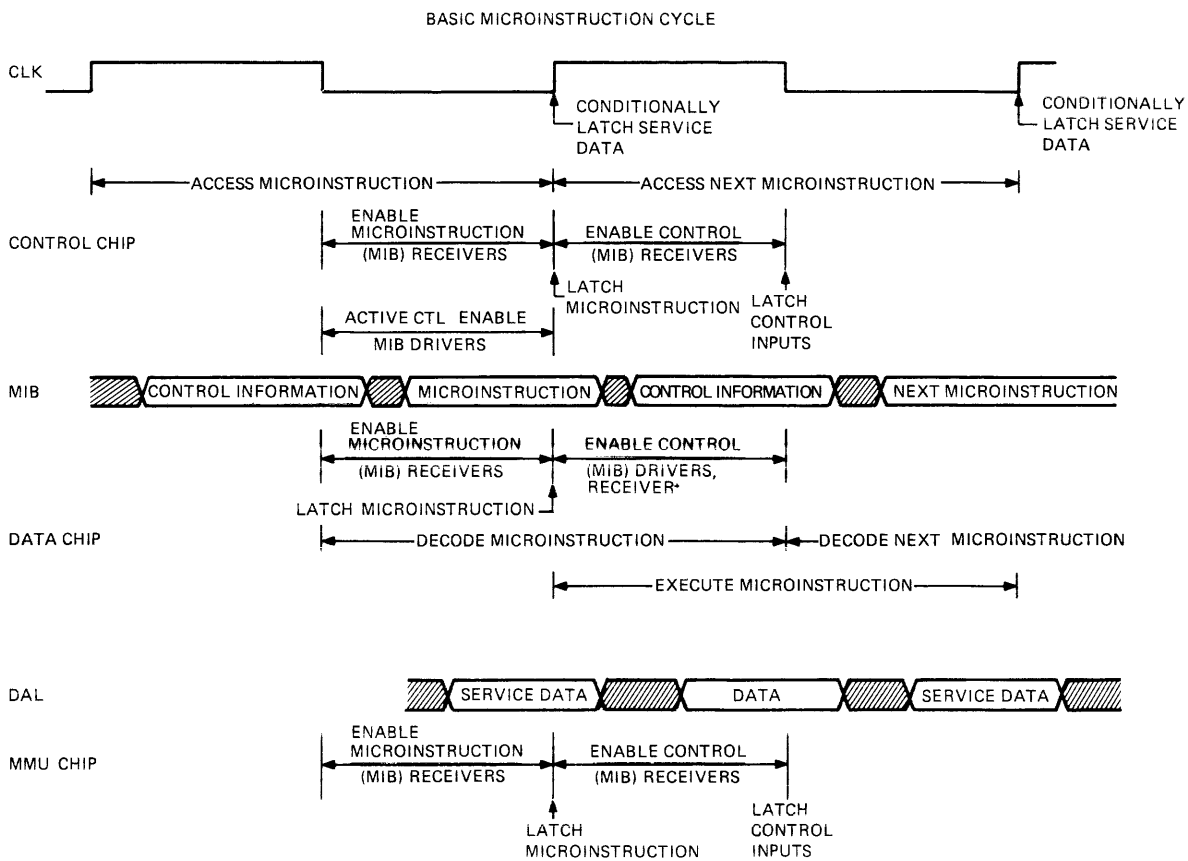 BASIC MICROINSTRUCTION CYCLE
CLK
CONDITIONALLY
LATCH SERVICE
DATA
CONDITIONALLY
LATCH SERVICE
DATA
ACCESS MICROINSTRUCTION
ACCESS NEXT MICROINSTRUCTION
CONTROL CHIP
ENABLE
MICROINSTRUCTION
(MIB) RECEIVERS
ENABLE CONTROL
(MIB) RECEIVERS
LATCH
MICROINSTRUCTION
LATCH
CONTROL
INPUTS
ACTIVE CTL ENABLE
MIB DRIVERS
MIB
CONTROL INFORMATION
MICROINSTRUCTION
CONTROL INFORMATION
NEXT MICROINSTRUCTION
ENABLE
MICROINSTRUCTION
(MIB) RECEIVERS
ENABLE CONTROL
(MIB) DRIVERS,
RECEIVER+
LATCH MICROINSTRUCTION
DATA CHIP
DECODE MICROINSTRUCTION
DECODE NEXT MICROINSTRUCTION
EXECUTE MICROINSTRUCTION
DAL
SERVICE DATA
DATA
SERVICE DATA
MMU CHIP
ENABLE
MICROINSTRUCTION
(MIB) RECEIVERS
ENABLE CONTROL
(MIB) RECEIVERS
LATCH
MICROINSTRUCTION
LATCH
CONTROL
INPUTS